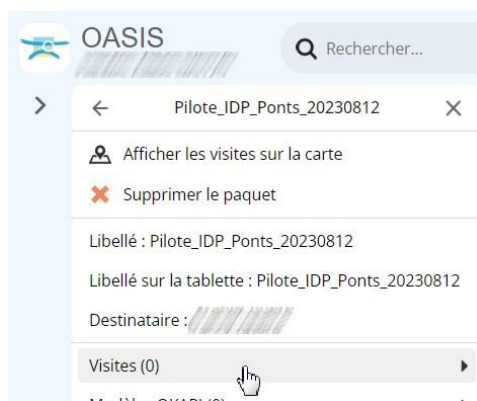 OASIS
Rechercher...
Pilote_IDP_Ponts_20230812
Afficher les visites sur la carte
Supprimer le paquet
Libellé : Pilote_IDP_Ponts_20230812
Libellé sur la tablette : Pilote_IDP_Ponts_20230812
Destinataire :
Visites (0)